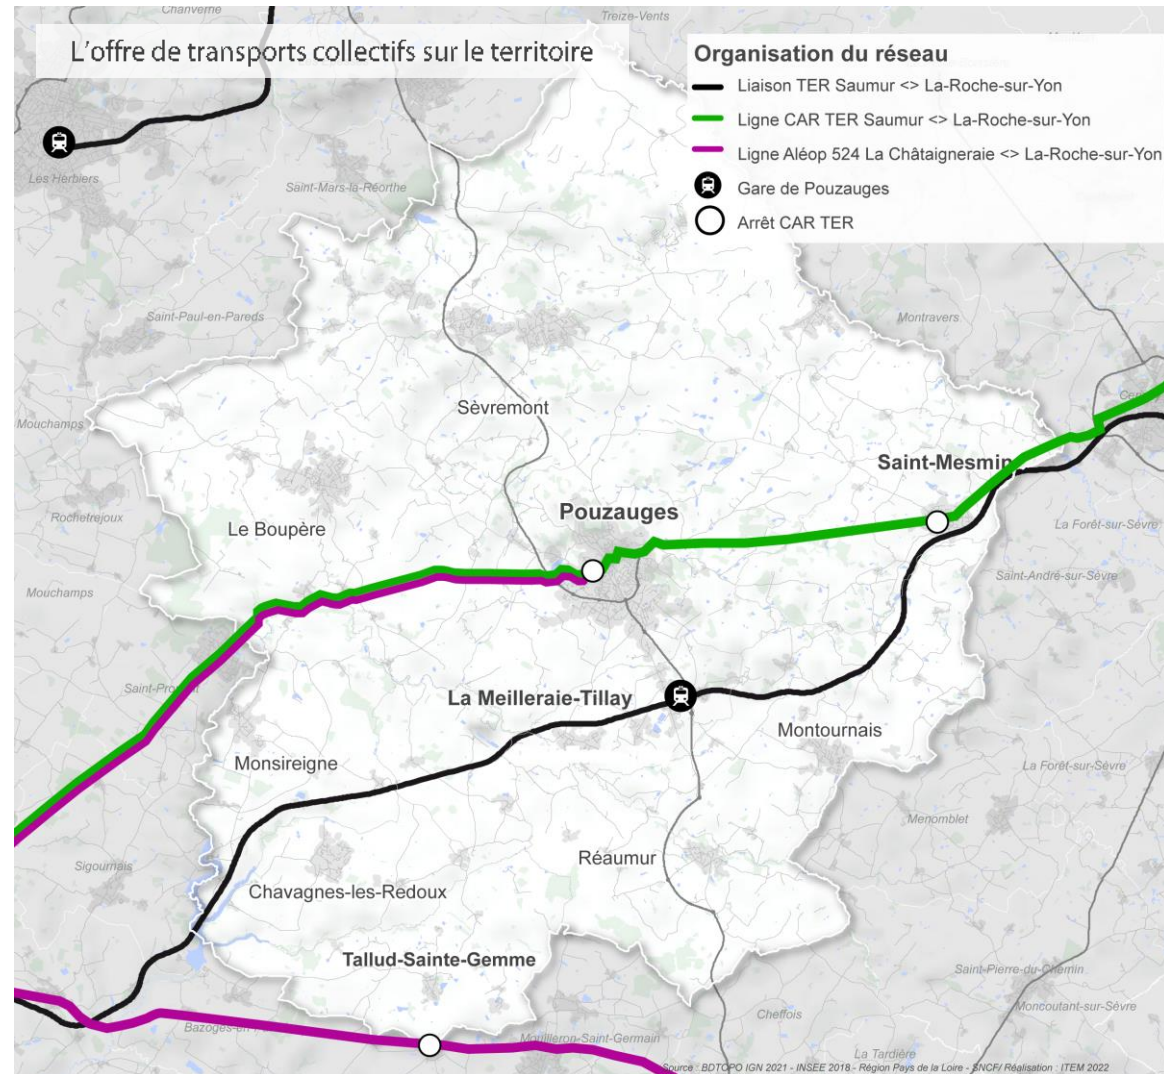 Chanverrie
Treize-Vents
L'offre de transports collectifs sur le territoire
Organisation du réseau
Liaison TER Saumur <> La-Roche-sur-Yon
Ligne CAR TER Saumur <> La-Roche-sur-Yon
Ligne Aléop 524 La Châtaigneraie <> La-Roche-sur-Yon
Gare de Pouzauges
Arrêt CAR TER
Les Herbiers
Saint-Mars-la-Réorthe
Saint-Paul-en-Pareds
Montravers
Sèvremont
Mouchamps
Saint-Mesmin
Pouzauges
Rochetrejoux
Le Boupère
La Forêt-sur-Sèvre
Saint-André-sur-Sèvre
Mouchamps
La Meilleraie-Tillay
Montournais
Monsireigne
La Forêt-sur-Sèvre
Menomblet
Réaumur
Sigournais
Chavagnes-les-Redoux
Tallud-Sainte-Gemme
Saint-Pierre-du-Chemin
Moncoutant-sur-Sèvre
Cheffois
Mouilleron-Saint-Germain
La Tardière
Source : BDTOPO IGN 2021 - INSEE 2018 - Région Pays de la Loire - SNCF/ Réalisation : ITEM 2022